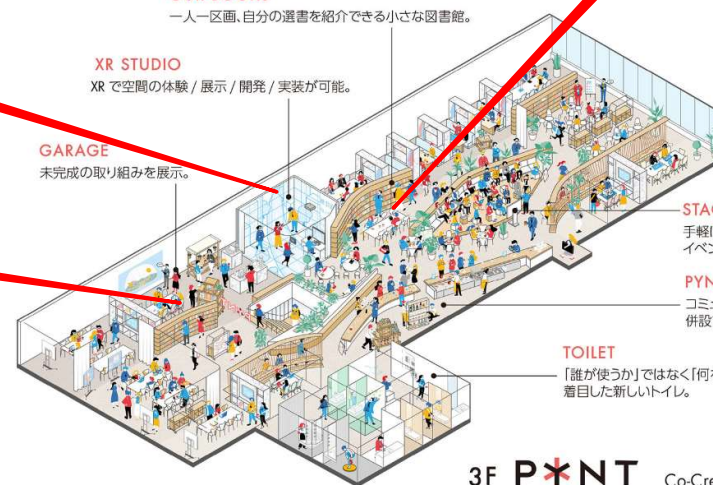 一人一区画、自分の選書を紹介できる小さな図書館。
XR STUDIO
XR で空間の体験 / 展示 / 開発 / 実装が可能。
GARAGE
未完成の取り組みを展示。
手軽に
イベン
PYN
コミュ
併設
TOILET
「誰が使うか」ではなく「何を
着目した新しいトイレ。
3F P*NT Co-Cre